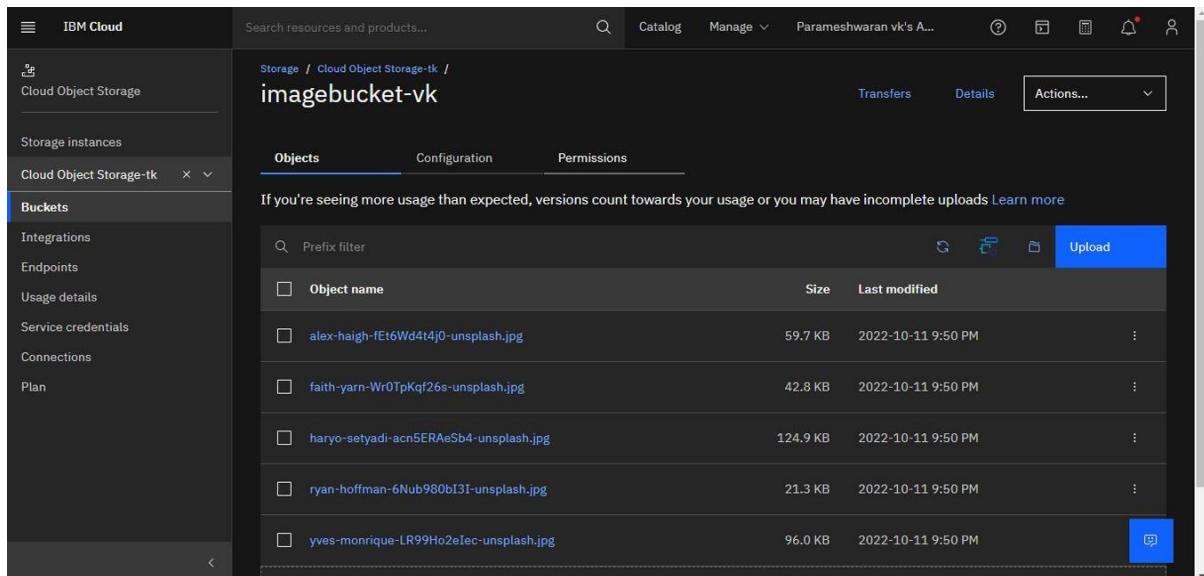 IBM Cloud
Search resources and products...
Catalog
Manage
Parameshwaran vk's A...
Cloud Object Storage
Storage instances
Cloud Object Storage-tk
Buckets
Integrations
Endpoints
Usage details
Service credentials
Connections
Plan
Storage / Cloud Object Storage-tk /
imagebucket-vk
Transfers
Details
Actions...
Objects
Configuration
Permissions
If you're seeing more usage than expected, versions count towards your usage or you may have incomplete uploads Learn more
Prefix filter
Upload
Object name Size Last modified
alex-haigh-fEt6Wd4t4j0-unsplash.jpg 59.7 KB 2022-10-11 9:50 PM
faith-yarn-Wr0TpKqf26s-unsplash.jpg 42.8 KB 2022-10-11 9:50 PM
haryo-setyadi-acn5ERAeSb4-unsplash.jpg 124.9 KB 2022-10-11 9:50 PM
ryan-hoffman-6Nub980bI3I-unsplash.jpg 21.3 KB 2022-10-11 9:50 PM
yves-monrique-LR99Ho2eIec-unsplash.jpg 96.0 KB 2022-10-11 9:50 PM